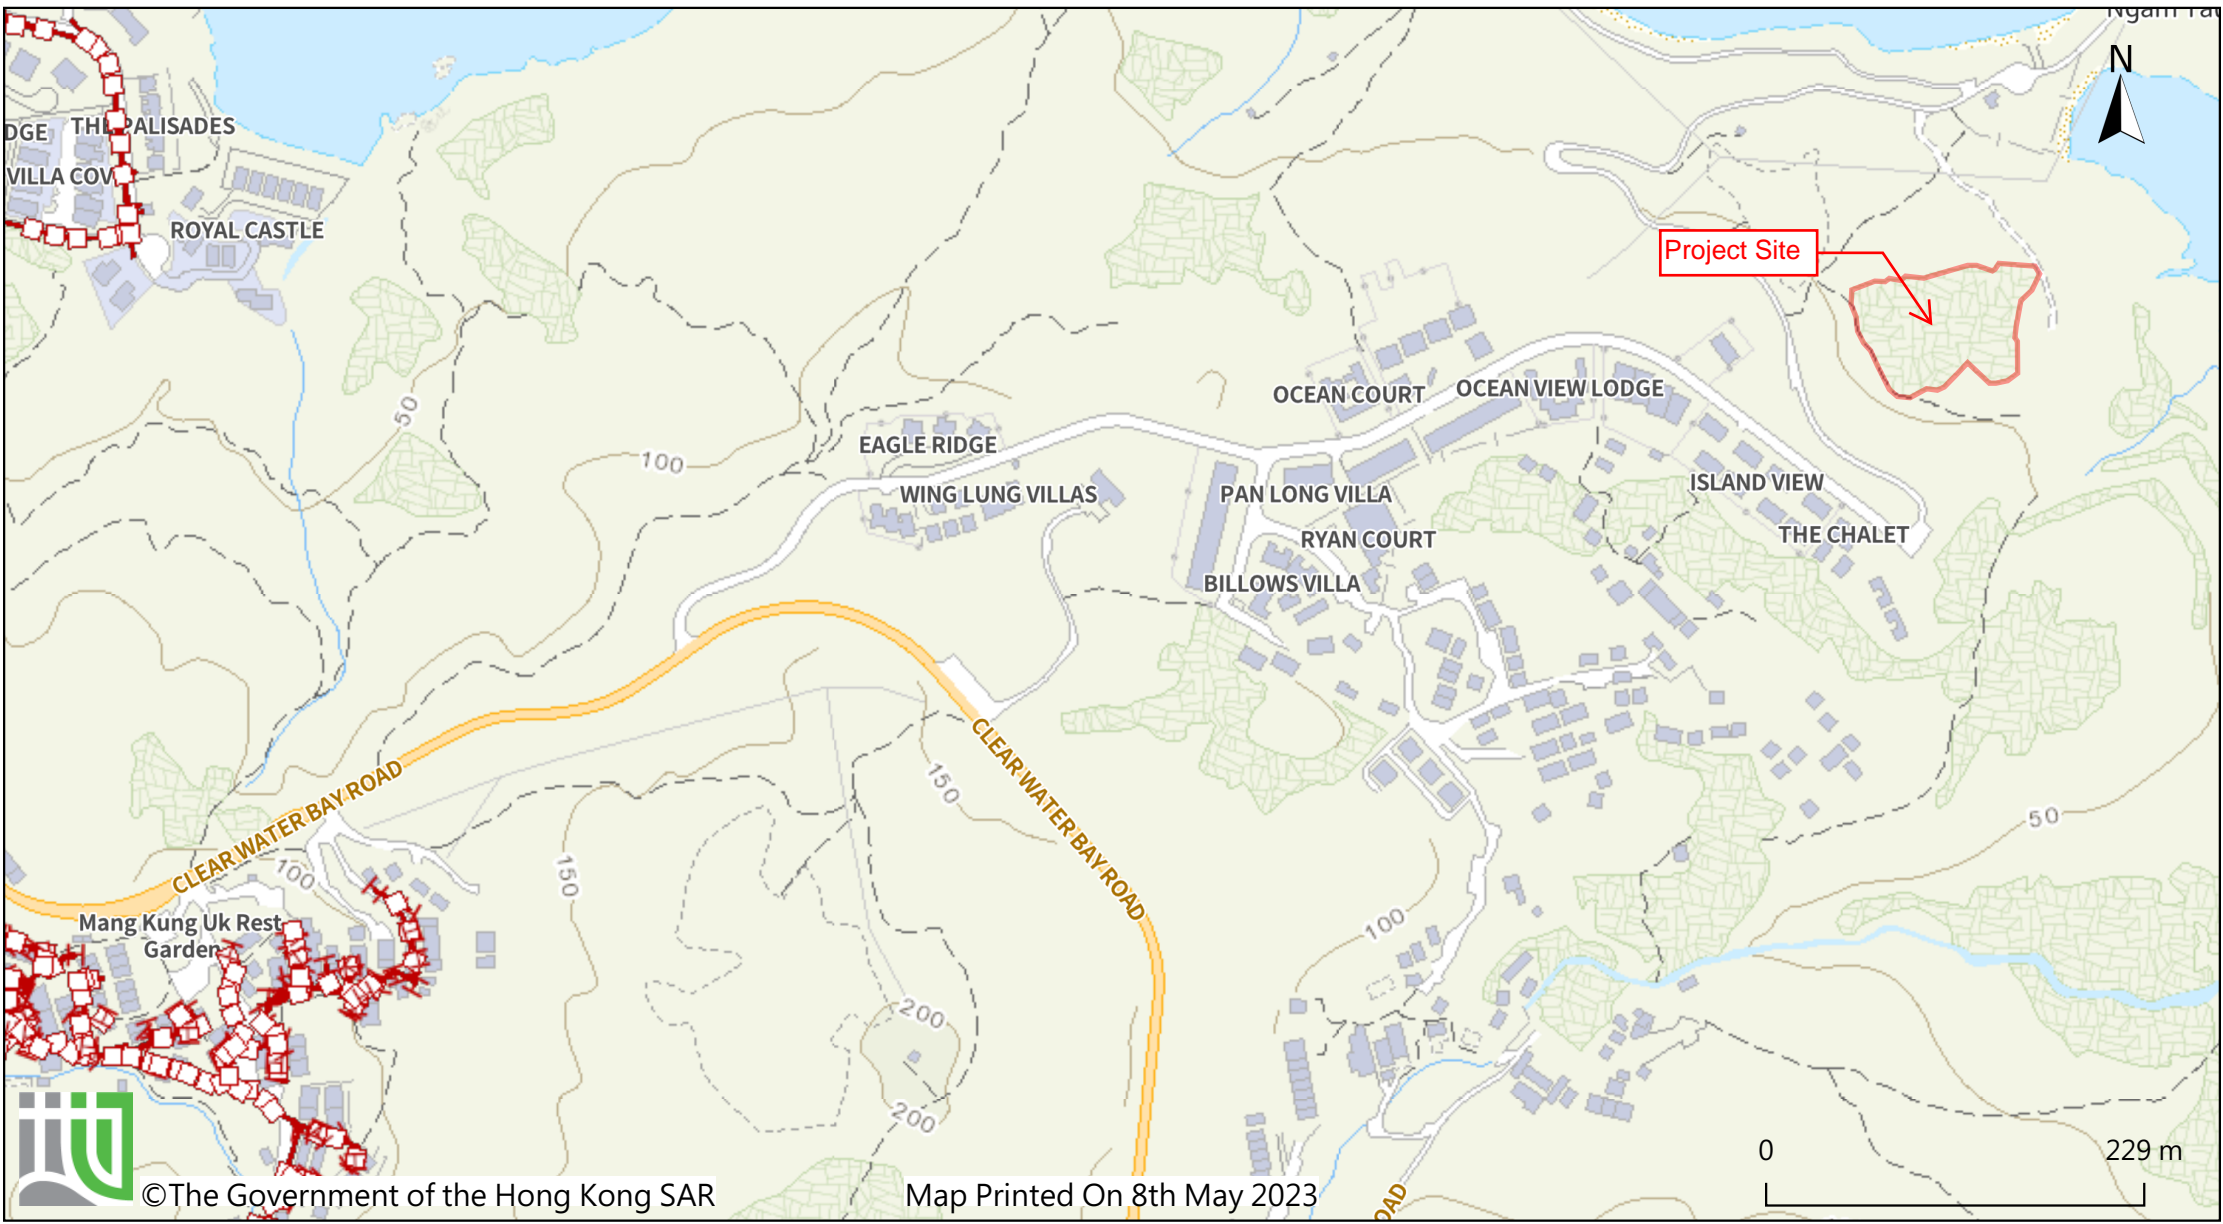 N
DGE
THE PALISADES
VILLA COV
ROYAL CASTLE
Project Site
50
100
EAGLE RIDGE
WING LUNG VILLAS
OCEAN COURT
OCEAN VIEW LODGE
PAN LONG VILLA
ISLAND VIEW
RYAN COURT
THE CHALET
BILLOWS VILLA
CLEAR WATER BAY ROAD
CLEAR WATER BAY ROAD
150
150
100
50
100
Mang Kung Uk Rest
Garden
200
200
0
229 m
©The Government of the Hong Kong SAR
Map Printed On 8th May 2023
OAD